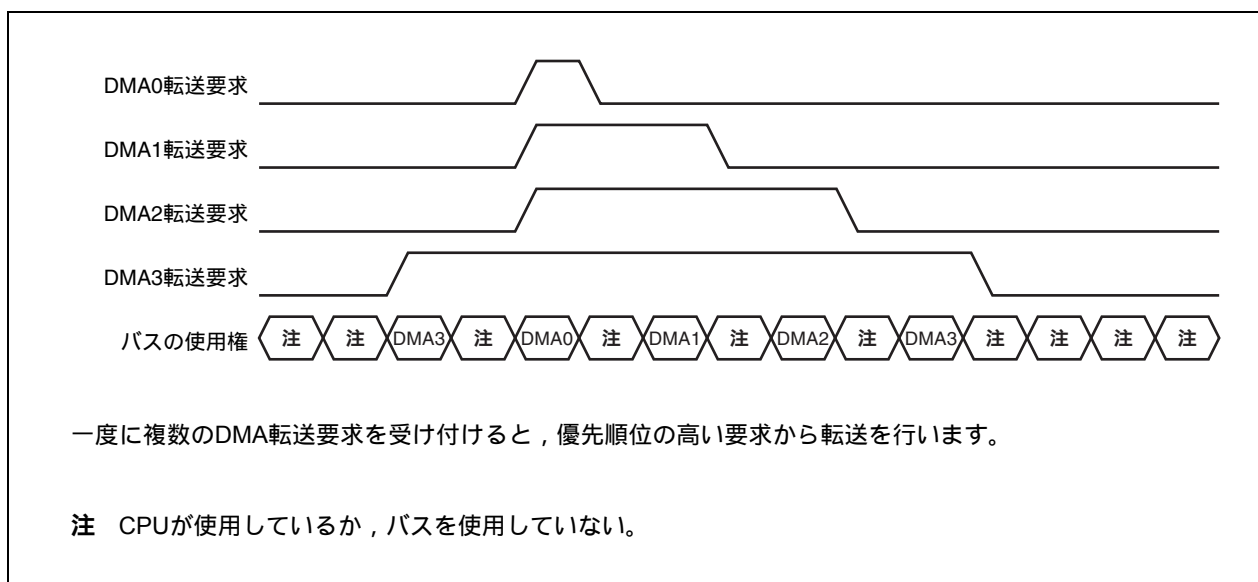 DMA0転送要求
DMA1転送要求
DMA2転送要求
DMA3転送要求
バスの使用権 注 注 DMA3 注 DMA0 注 DMA1 注 DMA2 注 DMA3 注 注 注 注
一度に複数のDMA転送要求を受け付けると，優先順位の高い要求から転送を行います。
注 CPUが使用しているか，バスを使用していない。